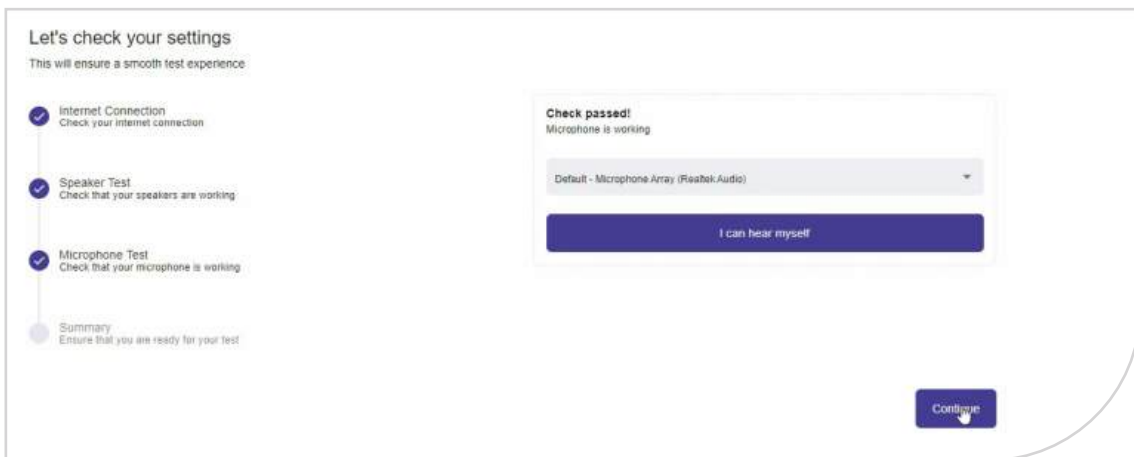 Let's check your settings
This will ensure a smooth test experience
Internet Connection
Check your internet connection
Speaker Test
Check that your speakers are working
Microphone Test
Check that your microphone is working
Summary
Ensure that you are ready for your test
Check passed!
Microphone is working
Default - Microphone Array (Realtek Audio)
I can hear myself
Continue